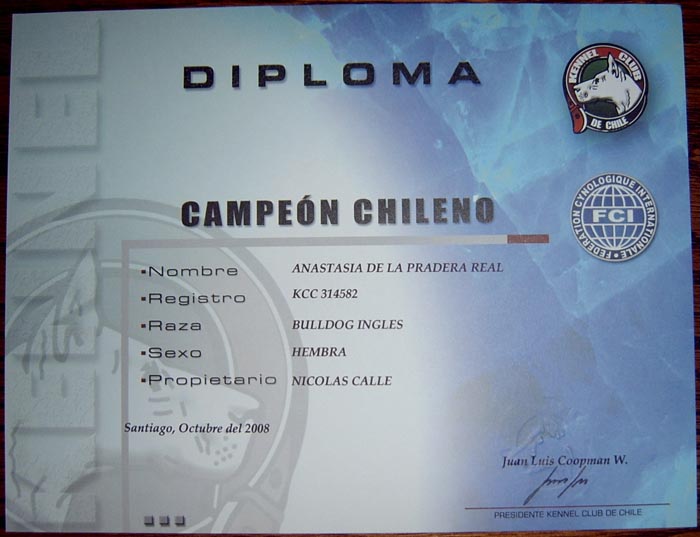 KENNEL
DIPLOMA
KENNEL CLUB
DE CHILE
CAMPEÓN CHILENO
FEDERATION CYNOLOGIQUE INTERNATIONALE
FCI
▪Nombre ANASTASIA DE LA PRADERA REAL
▪Registro KCC 314582
▪Raza BULLDOG INGLES
▪Sexo HEMBRA
▪Propietario NICOLAS CALLE
Santiago, Octubre del 2008
Juan Luis Coopman W.
PRESIDENTE KENNEL CLUB DE CHILE